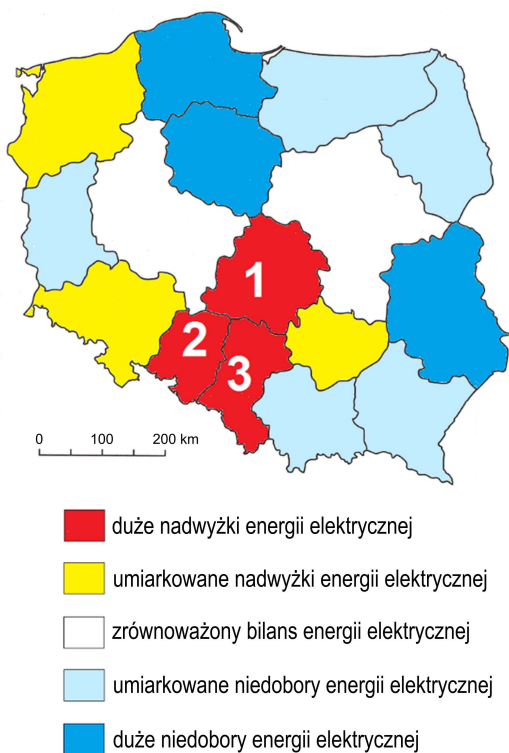 1
2
3
0 100 200 km
duże nadwyżki energii elektrycznej
umiarkowane nadwyżki energii elektrycznej
zrównoważony bilans energii elektrycznej
umiarkowane niedobory energii elektrycznej
duże niedobory energii elektrycznej